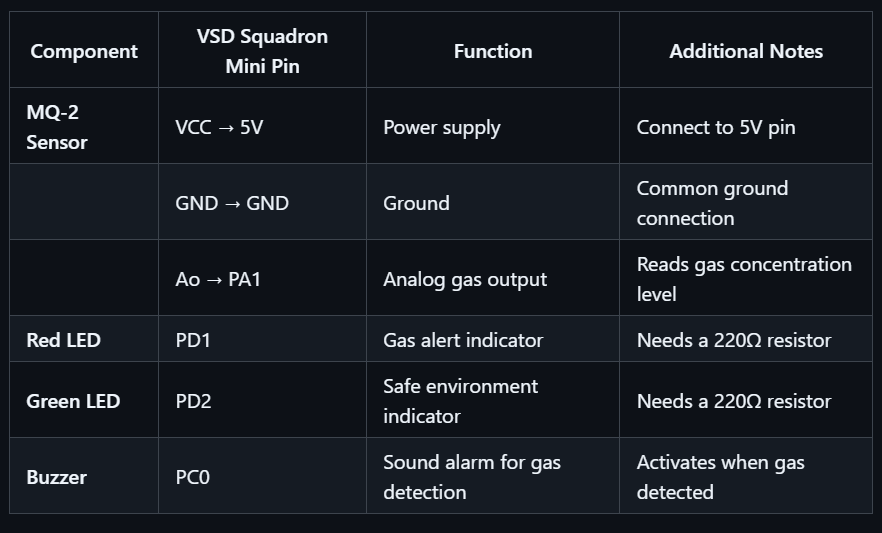 Component
VSD Squadron
Mini Pin
Function
Additional Notes
MQ-2
Sensor
VCC → 5V
Power supply
Connect to 5V pin
GND → GND
Ground
Common ground
connection
Ao → PA1
Analog gas output
Reads gas concentration
level
Red LED
PD1
Gas alert indicator
Needs a 220Ω resistor
Green LED
PD2
Safe environment
indicator
Needs a 220Ω resistor
Buzzer
PC0
Sound alarm for gas
detection
Activates when gas
detected